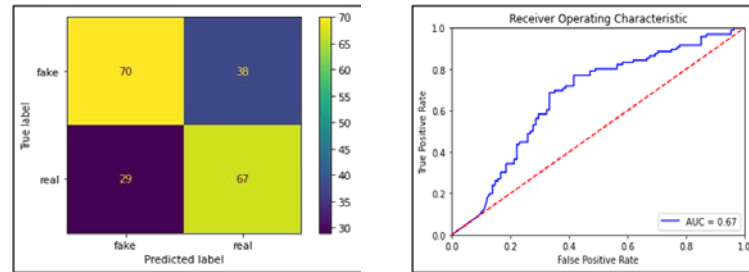 70
65
60
55
50
45
40
35
30
fake
real
True label
70
38
29
67
fake
real
Predicted label
Receiver Operating Characteristic
1.0
0.8
0.6
0.4
0.2
0.0
True Positive Rate
AUC = 0.67
0.0
0.2
0.4
0.6
0.8
1.0
False Positive Rate